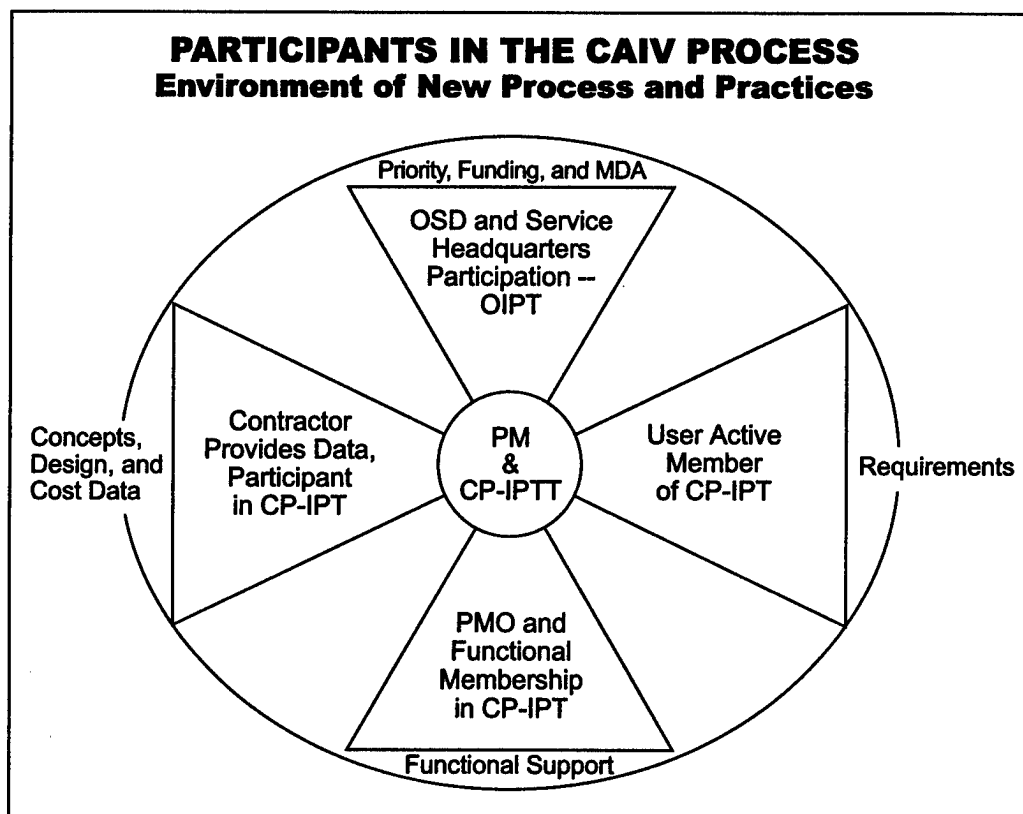 PARTICIPANTS IN THE CAIV PROCESS
Environment of New Process and Practices
Priority, Funding, and MDA
OSD and Service
Headquarters
Participation --
OIPT
Concepts,
Design, and
Cost Data
Contractor
Provides Data,
Participant
in CP-IPT
PM
&
CP-IPTT
User Active
Member
of CP-IPT
Requirements
PMO and
Functional
Membership
in CP-IPT
Functional Support